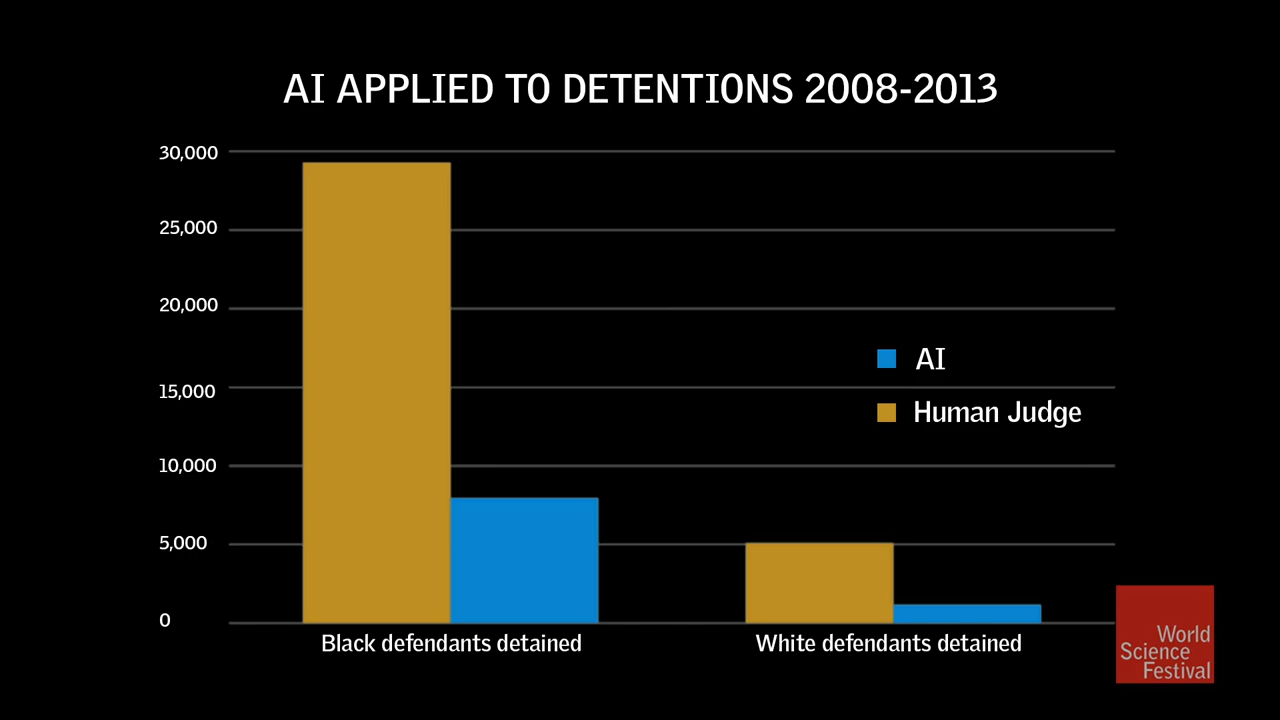 AI APPLIED TO DETENTIONS 2008-2013
30,000
25,000
20,000
15,000
10,000
5,000
0
AI
Human Judge
Black defendants detained
White defendants detained
World
Science
Festival